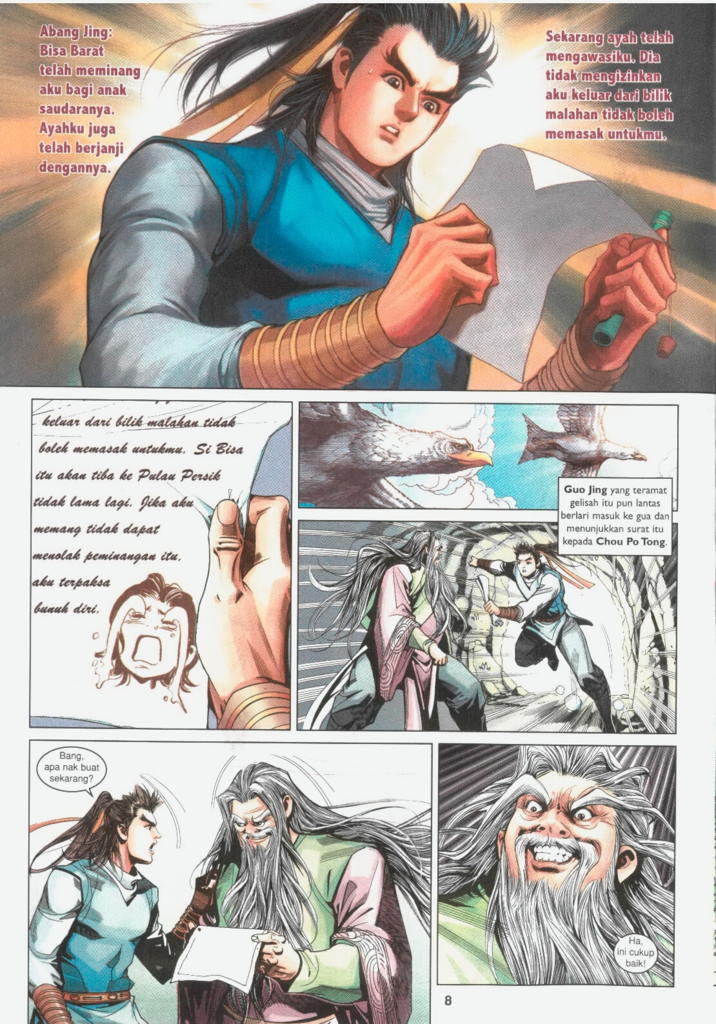 Abang Jing:
Bisa Barat
telah meminang
aku bagi anak
saudaranya.
Ayahku juga
telah berjanji
dengannya.
Sekarang ayah telah
mengawasiku. Dia
tidak mengizinkan
aku keluar dari bilik
malahan tidak boleh
memasak untukmu.
keluar dari bilik malahan tidak
boleh memasak untukmu. Si Bisa
itu akan tiba ke Pulau Persik
tidak lama lagi. Jika aku
memang tidak dapat
menolak peminangan itu,
aku terpaksa
bunuh diri.
Guo Jing yang teramat
gelisah itu pun lantas
berlari masuk ke gua dan
menunjukkan surat itu
kepada Chou Po Tong.
Bang,
apa nak buat
sekarang?
Ha,
ini cukup
baik!
8